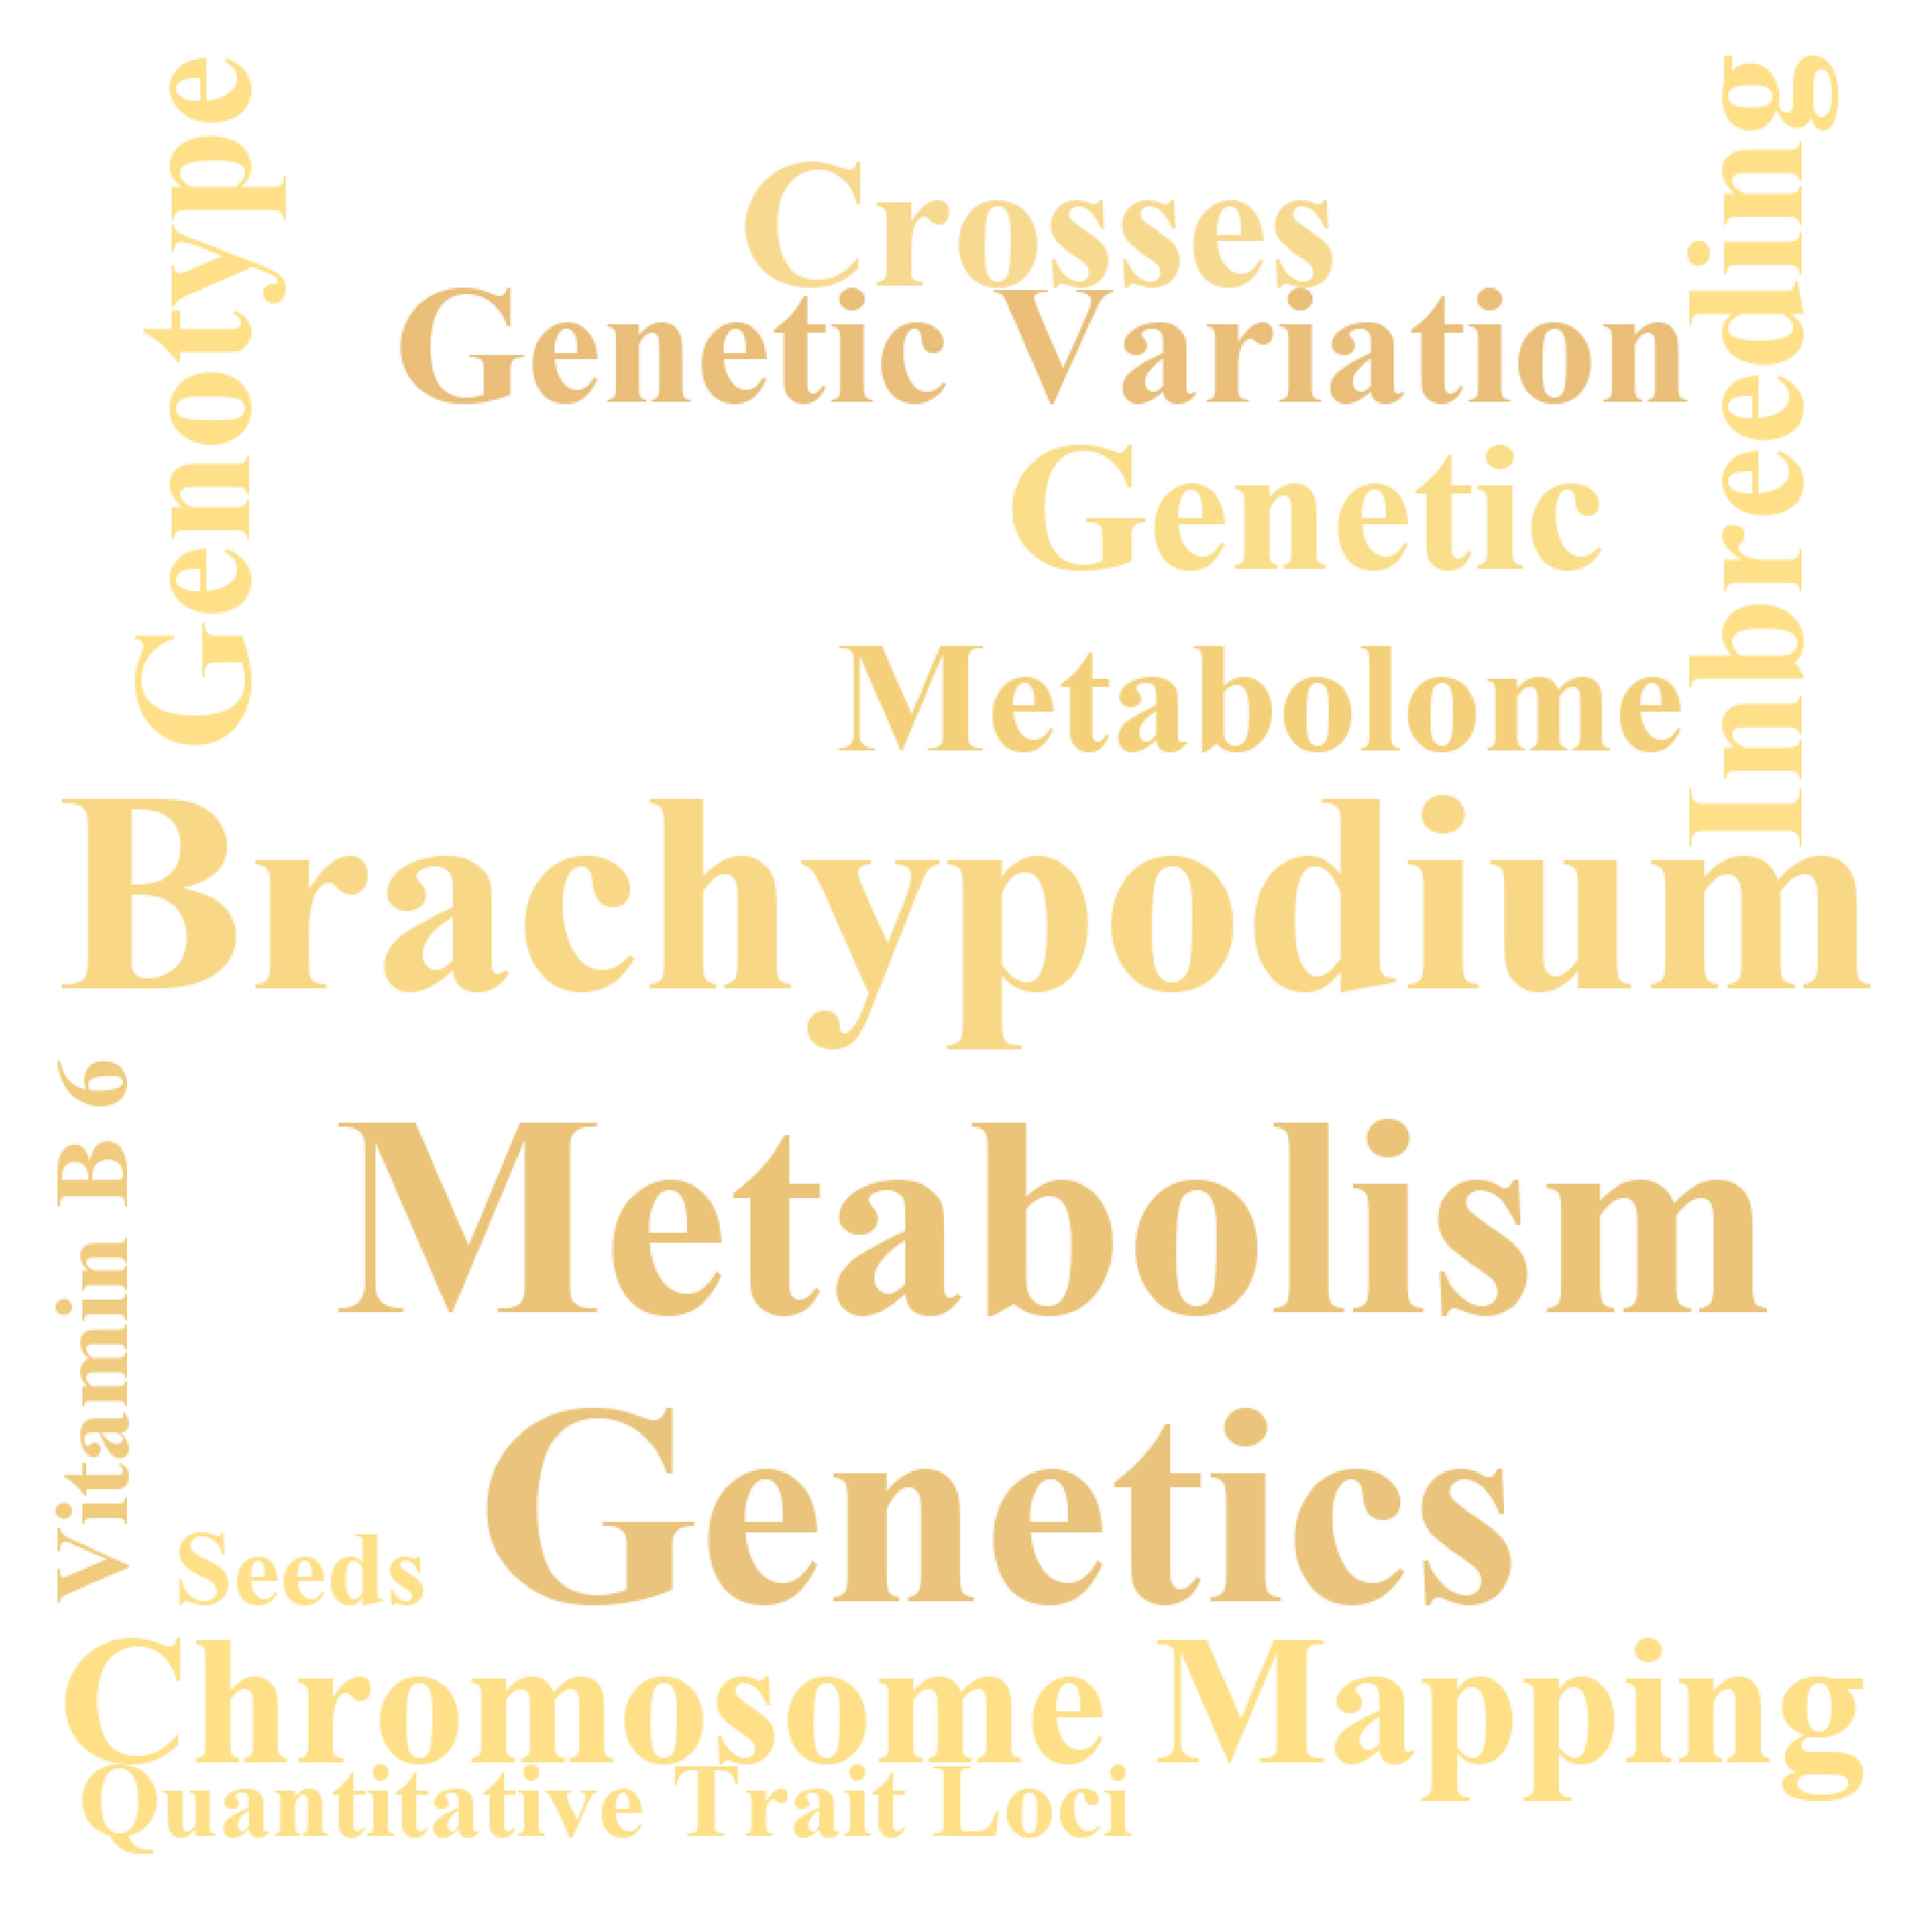 Genotype
Crosses
Inbreeding
Genetic Variation
Genetic
Metabolome
Brachypodium
Vitamin B 6
Metabolism
Genetics
Seeds
Chromosome Mapping
Quantitative Trait Loci